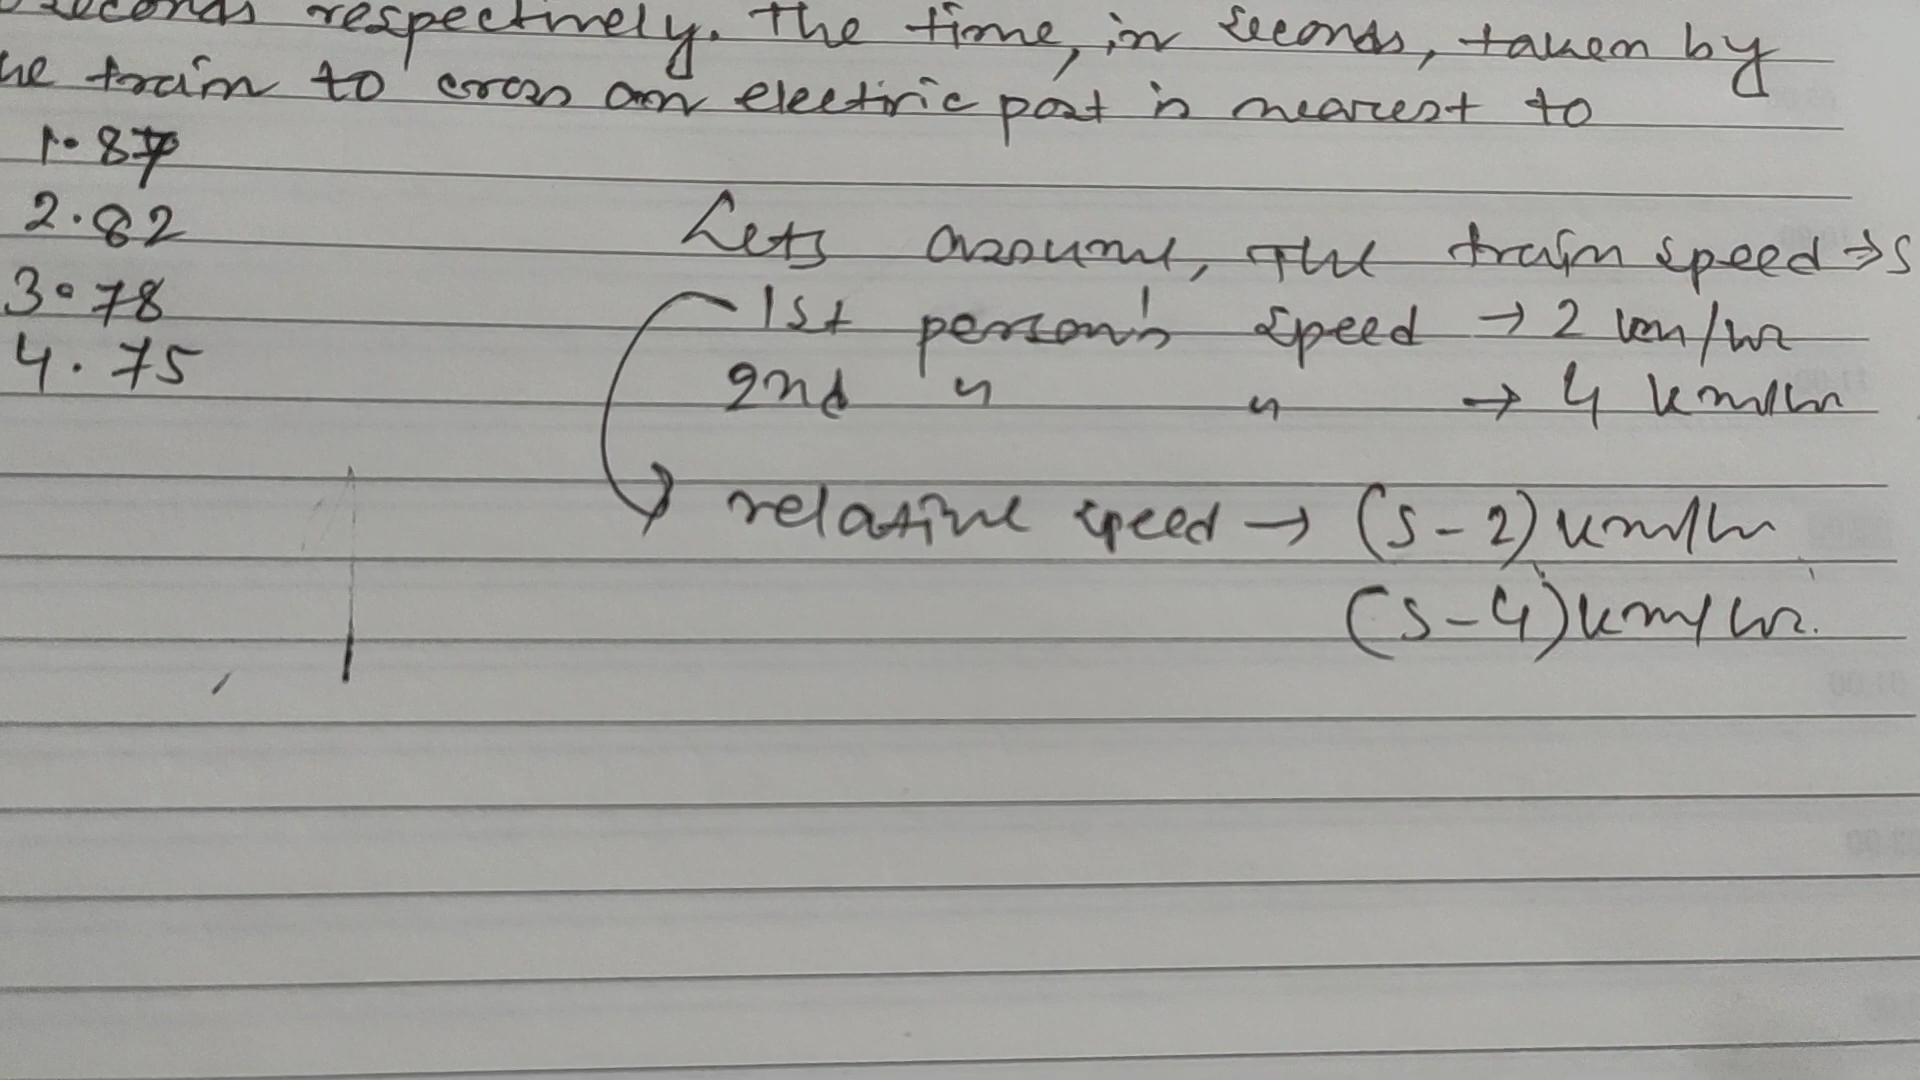 seconds respectively. The time, in seconds, taken by
he train to cross an electric post is nearest to
1. 87
2. 82
3. 78
4. 75
Lets assume, The train speed → S
1st person's speed → 2 km/hr
2nd " " → 4 km/hr
relative speed → (S-2) km/hr
(S-4) km/hr.